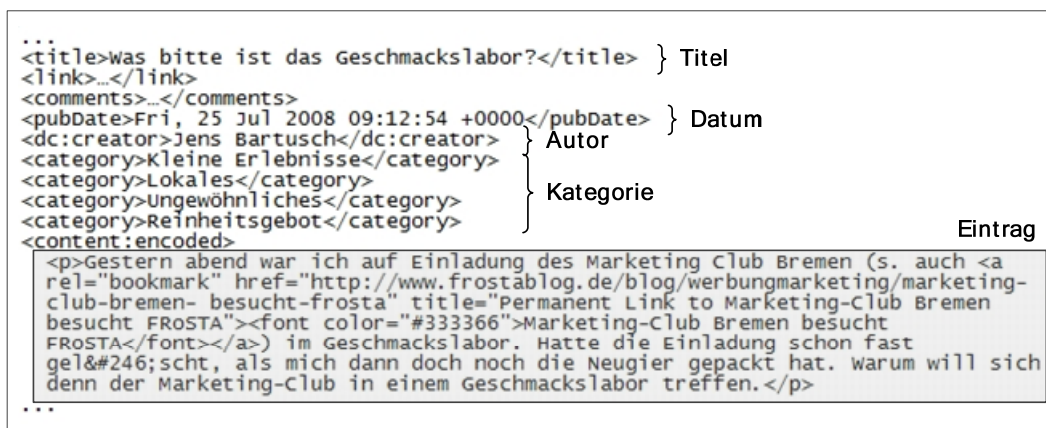 ...
<title>Was bitte ist das Geschmackslabor?</title> } Titel
<link>…</link>
<comments>…</comments>
<pubDate>Fri, 25 Jul 2008 09:12:54 +0000</pubDate> } Datum
<dc:creator>Jens Bartusch</dc:creator> } Autor
<category>Kleine Erlebnisse</category>
<category>Lokales</category>
} Kategorie
<category>Ungewöhnliches</category>
<category>Reinheitsgebot</category>
Eintrag
<content:encoded>
<p>Gestern abend war ich auf Einladung des Marketing Club Bremen (s. auch <a
rel="bookmark" href="http://www.frostablog.de/blog/werbungmarketing/marketing-
club-bremen- besucht-frosta" title="Permanent Link to Marketing-Club Bremen
besucht FRoSTA"><font color="#333366">Marketing-Club Bremen besucht
FRoSTA</font></a>) im Geschmackslabor. Hatte die Einladung schon fast
gel&#246;scht, als mich dann doch noch die Neugier gepackt hat. Warum will sich
denn der Marketing-Club in einem Geschmackslabor treffen.</p>
...